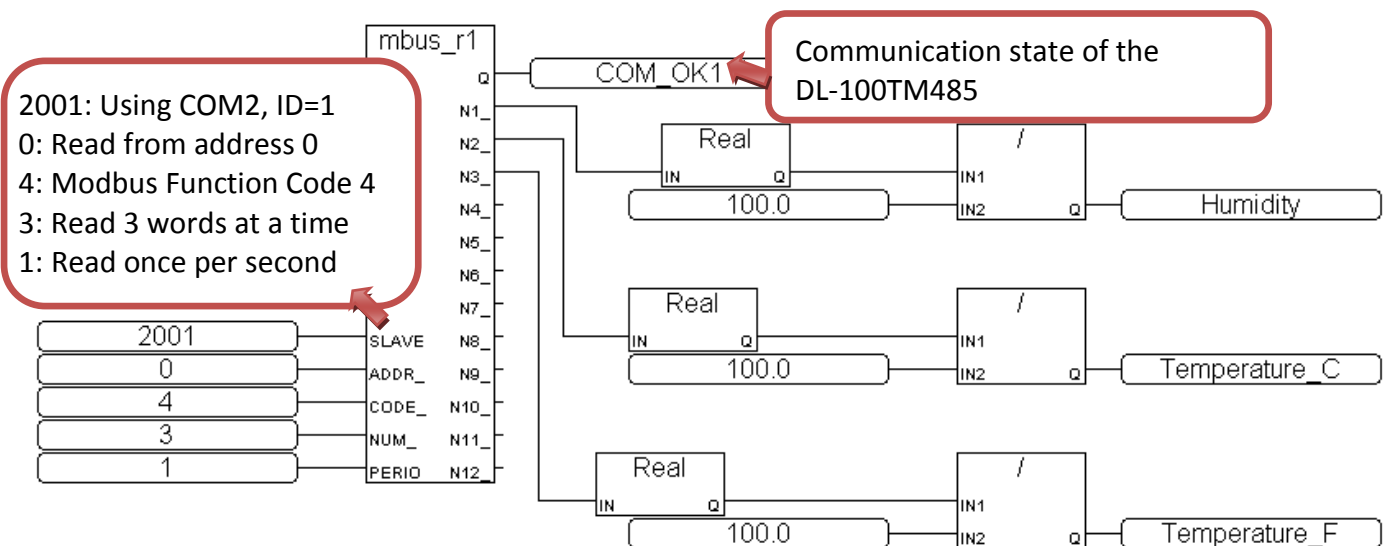 mbus_r1
Q
N1_
N2_
N3_
N4_
N5_
N6_
N7_
SLAVE N8_
ADDR_ N9_
CODE_ N10_
NUM_ N11_
PERIO N12_
2001: Using COM2, ID=1
0: Read from address 0
4: Modbus Function Code 4
3: Read 3 words at a time
1: Read once per second
2001
0
4
3
1
COM_OK1
Communication state of the
DL-100TM485
Real
IN Q
100.0
/
IN1
IN2 Q
Humidity
Real
IN Q
100.0
/
IN1
IN2 Q
Temperature_C
Real
IN Q
100.0
/
IN1
IN2 Q
Temperature_F